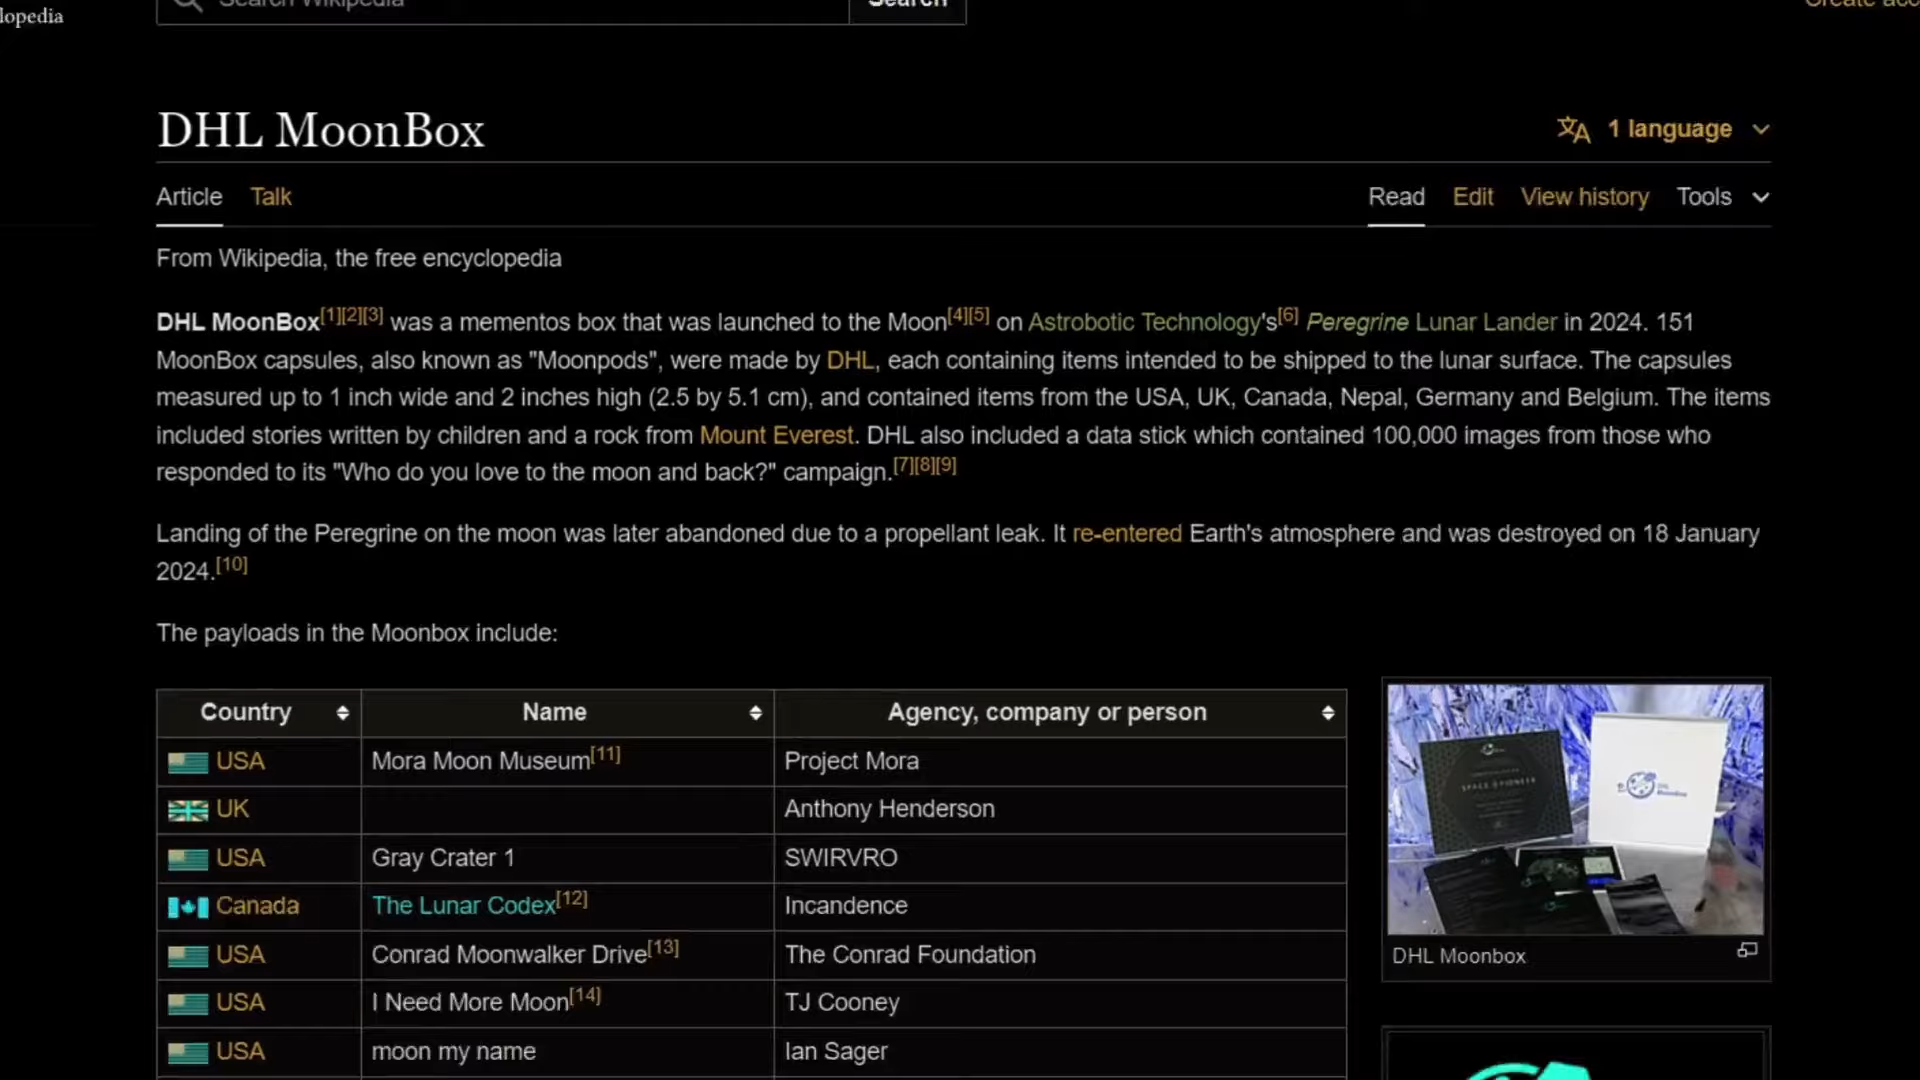 lopedia
Search Wikipedia
Search
Create acc
DHL MoonBox
1 language
Article Talk
Read Edit View history Tools
From Wikipedia, the free encyclopedia
DHL MoonBox[1][2][3] was a mementos box that was launched to the Moon[4][5] on Astrobotic Technology's[6] Peregrine Lunar Lander in 2024. 151
MoonBox capsules, also known as "Moonpods", were made by DHL, each containing items intended to be shipped to the lunar surface. The capsules
measured up to 1 inch wide and 2 inches high (2.5 by 5.1 cm), and contained items from the USA, UK, Canada, Nepal, Germany and Belgium. The items
included stories written by children and a rock from Mount Everest. DHL also included a data stick which contained 100,000 images from those who
responded to its "Who do you love to the moon and back?" campaign.[7][8][9]
Landing of the Peregrine on the moon was later abandoned due to a propellant leak. It re-entered Earth's atmosphere and was destroyed on 18 January
2024.[10]
The payloads in the Moonbox include:
Country Name Agency, company or person
USA Mora Moon Museum[11] Project Mora
UK Anthony Henderson
USA Gray Crater 1 SWIRVRO
Canada The Lunar Codex[12] Incandence
USA Conrad Moonwalker Drive[13] The Conrad Foundation
USA I Need More Moon[14] TJ Cooney
USA moon my name Ian Sager
SPACE PIONEER
DHL
MoonBox
DHL Moonbox